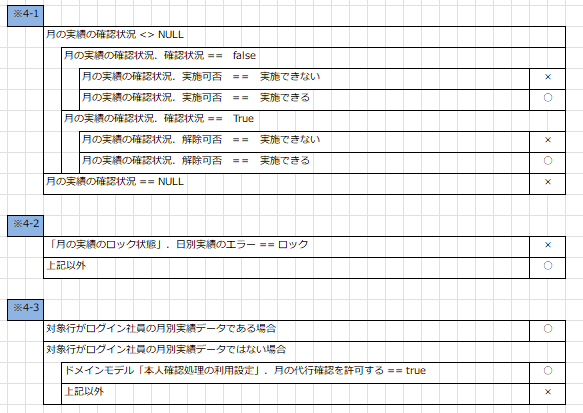 ※4-1
月の実績の確認状況 <> NULL
月の実績の確認状況．確認状況 == false
月の実績の確認状況．実施可否 == 実施できない ×
月の実績の確認状況．実施可否 == 実施できる ○
月の実績の確認状況．確認状況 == True
月の実績の確認状況．解除可否 == 実施できない ×
月の実績の確認状況．解除可否 == 実施できる ○
月の実績の確認状況 == NULL ×
※4-2
「月の実績のロック状態」．日別実績のエラー == ロック ×
上記以外 ○
※4-3
対象行がログイン社員の月別実績データである場合 ○
対象行がログイン社員の月別実績データではない場合
ドメインモデル「本人確認処理の利用設定」．月の代行確認を許可する == true ○
上記以外 ×